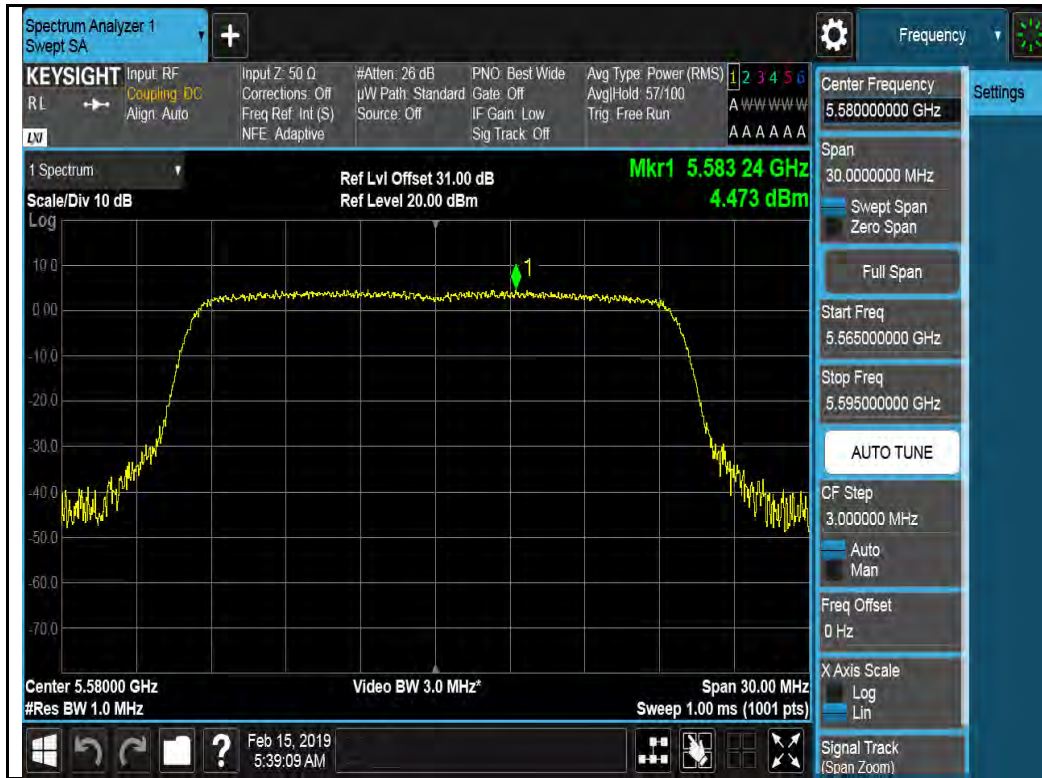 Spectrum Analyzer 1
Swept SA
+
Frequency
KEYSIGHT
RL
LXI
Input: RF
Coupling: DC
Align: Auto
Input Z: 50 Ω
Corrections: Off
Freq Ref: Int (S)
NFE: Adaptive
#Atten: 26 dB
µW Path: Standard
Source: Off
PNO: Best Wide
Gate: Off
IF Gain: Low
Sig Track: Off
Avg Type: Power (RMS)
Avg|Hold: 57/100
Trig: Free Run
1 2 3 4 5 6
A W W W W W
A A A A A A
1 Spectrum
Scale/Div 10 dB
Ref Lvl Offset 31.00 dB
Ref Level 20.00 dBm
Mkr1 5.583 24 GHz
4.473 dBm
Log
10.0
0.00
-10.0
-20.0
-30.0
-40.0
-50.0
-60.0
-70.0
1
Center 5.58000 GHz
#Res BW 1.0 MHz
Video BW 3.0 MHz*
Span 30.00 MHz
Sweep 1.00 ms (1001 pts)
?
Feb 15, 2019
5:39:09 AM
Center Frequency
5.580000000 GHz
Span
30.0000000 MHz
Swept Span
Zero Span
Full Span
Start Freq
5.565000000 GHz
Stop Freq
5.595000000 GHz
AUTO TUNE
CF Step
3.000000 MHz
Auto
Man
Freq Offset
0 Hz
X Axis Scale
Log
Lin
Signal Track
(Span Zoom)
Settings